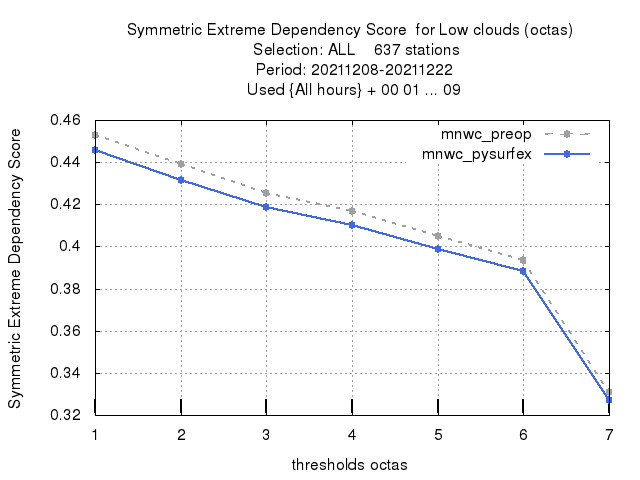 Symmetric Extreme Dependency Score  for Low clouds (octas)
Selection: ALL    637 stations
Period: 20211208-20211222
Used {All hours} + 00 01 ... 09
Symmetric Extreme Dependency Score
0.46
0.44
0.42
0.4
0.38
0.36
0.34
0.32
mnwc_preop
mnwc_pysurfex
1 2 3 4 5 6 7
thresholds octas